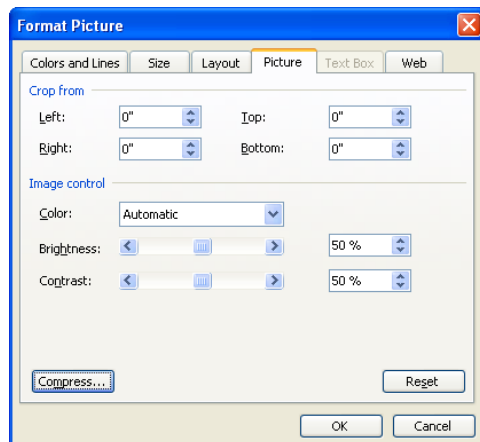 Format Picture
Colors and Lines Size Layout Picture Text Box Web
Crop from
Left: 0" Top: 0"
Right: 0" Bottom: 0"
Image control
Color: Automatic
Brightness: 50 %
Contrast: 50 %
Compress... Reset
OK Cancel